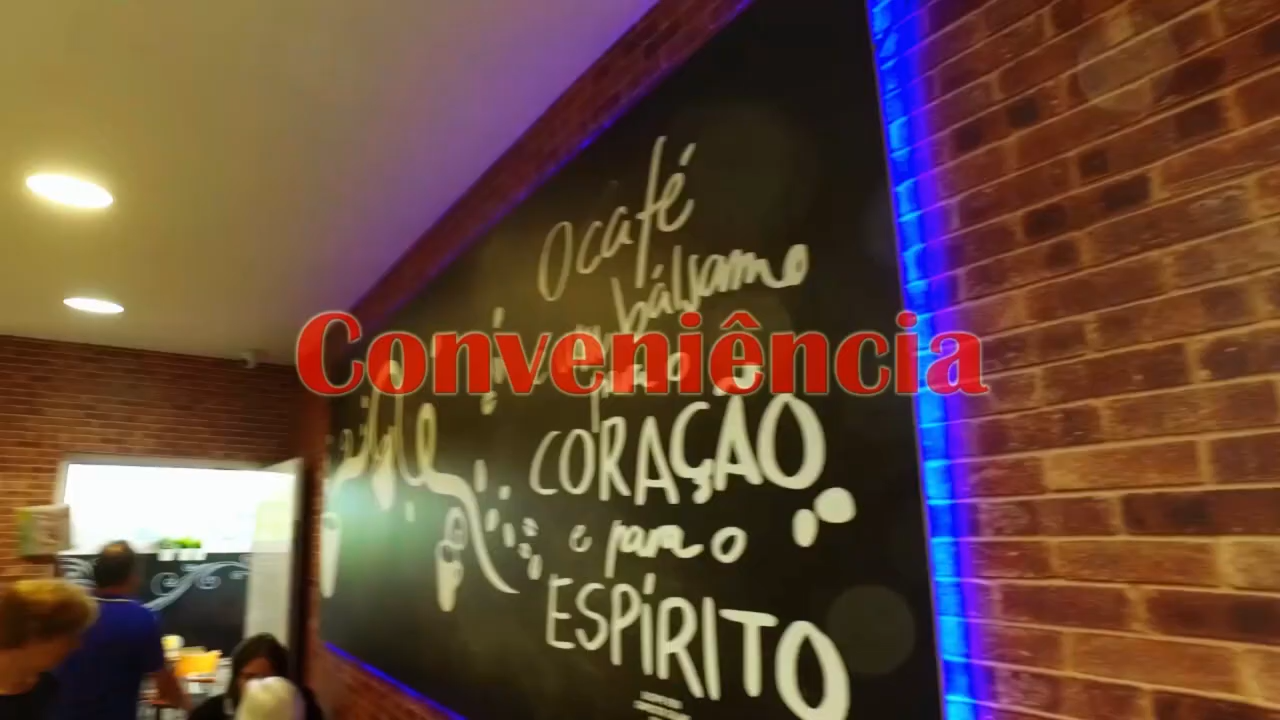 O café
bálsamo
Conveniência
CORAÇÃO
e para o
ESPÍRITO